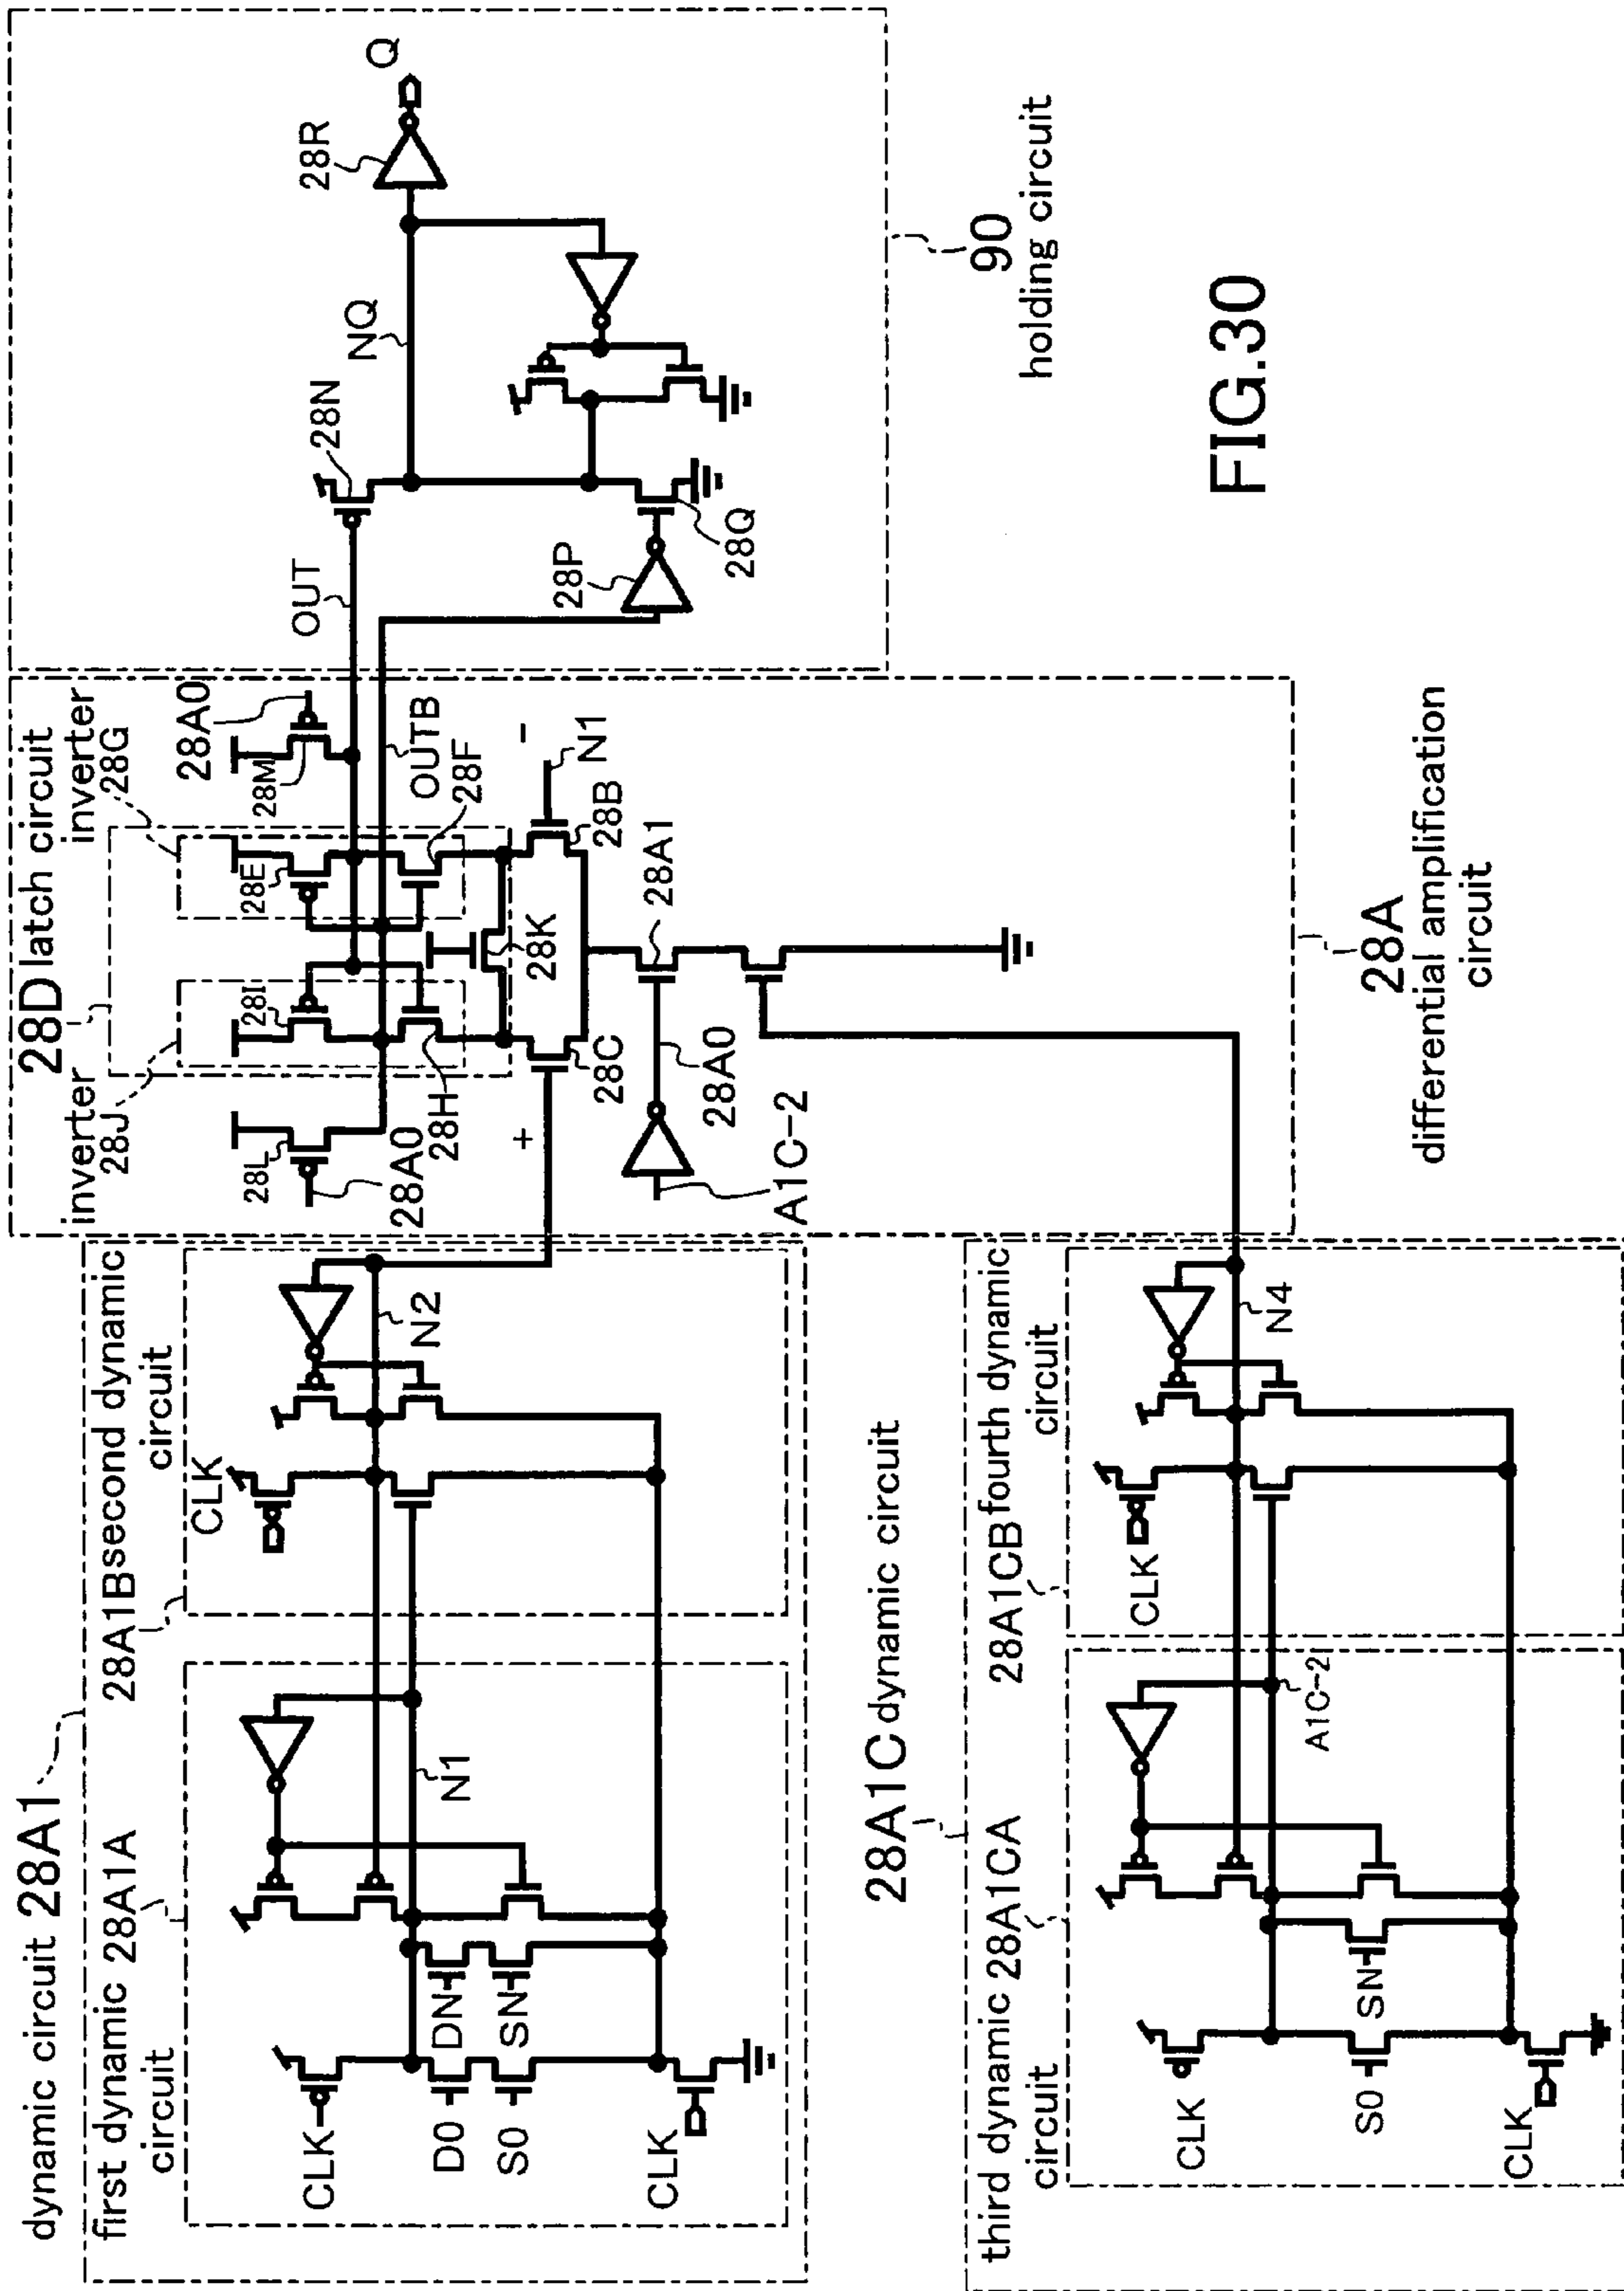 dynamic circuit 28A1
first dynamic 28A1A
circuit
28A1B second dynamic
circuit
CLK
D0
S0
DN
SN
CLK
N1
CLK
N2
28A1C dynamic circuit
third dynamic 28A1CA
circuit
28A1CB fourth dynamic
circuit
CLK
S0
SN
CLK
A1C-2
CLK
N4
inverter
28J
28D latch circuit
inverter
28G
28L
28A0
28I
28H
28E
28F
28K
28M
28A0
OUTB
+
-
28C
28B
N1
28A0
28A1
A1C-2
28A
differential amplification
circuit
OUT
28N
NQ
28P
28Q
28R
Q
90
holding circuit
FIG.30